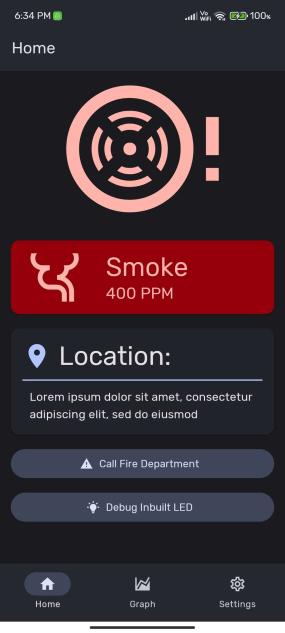 6:34 PM
Vo
WiFi
100%
Home
Smoke
400 PPM
Location:
Lorem ipsum dolor sit amet, consectetur
adipiscing elit, sed do eiusmod
Call Fire Department
Debug Inbuilt LED
Home Graph Settings